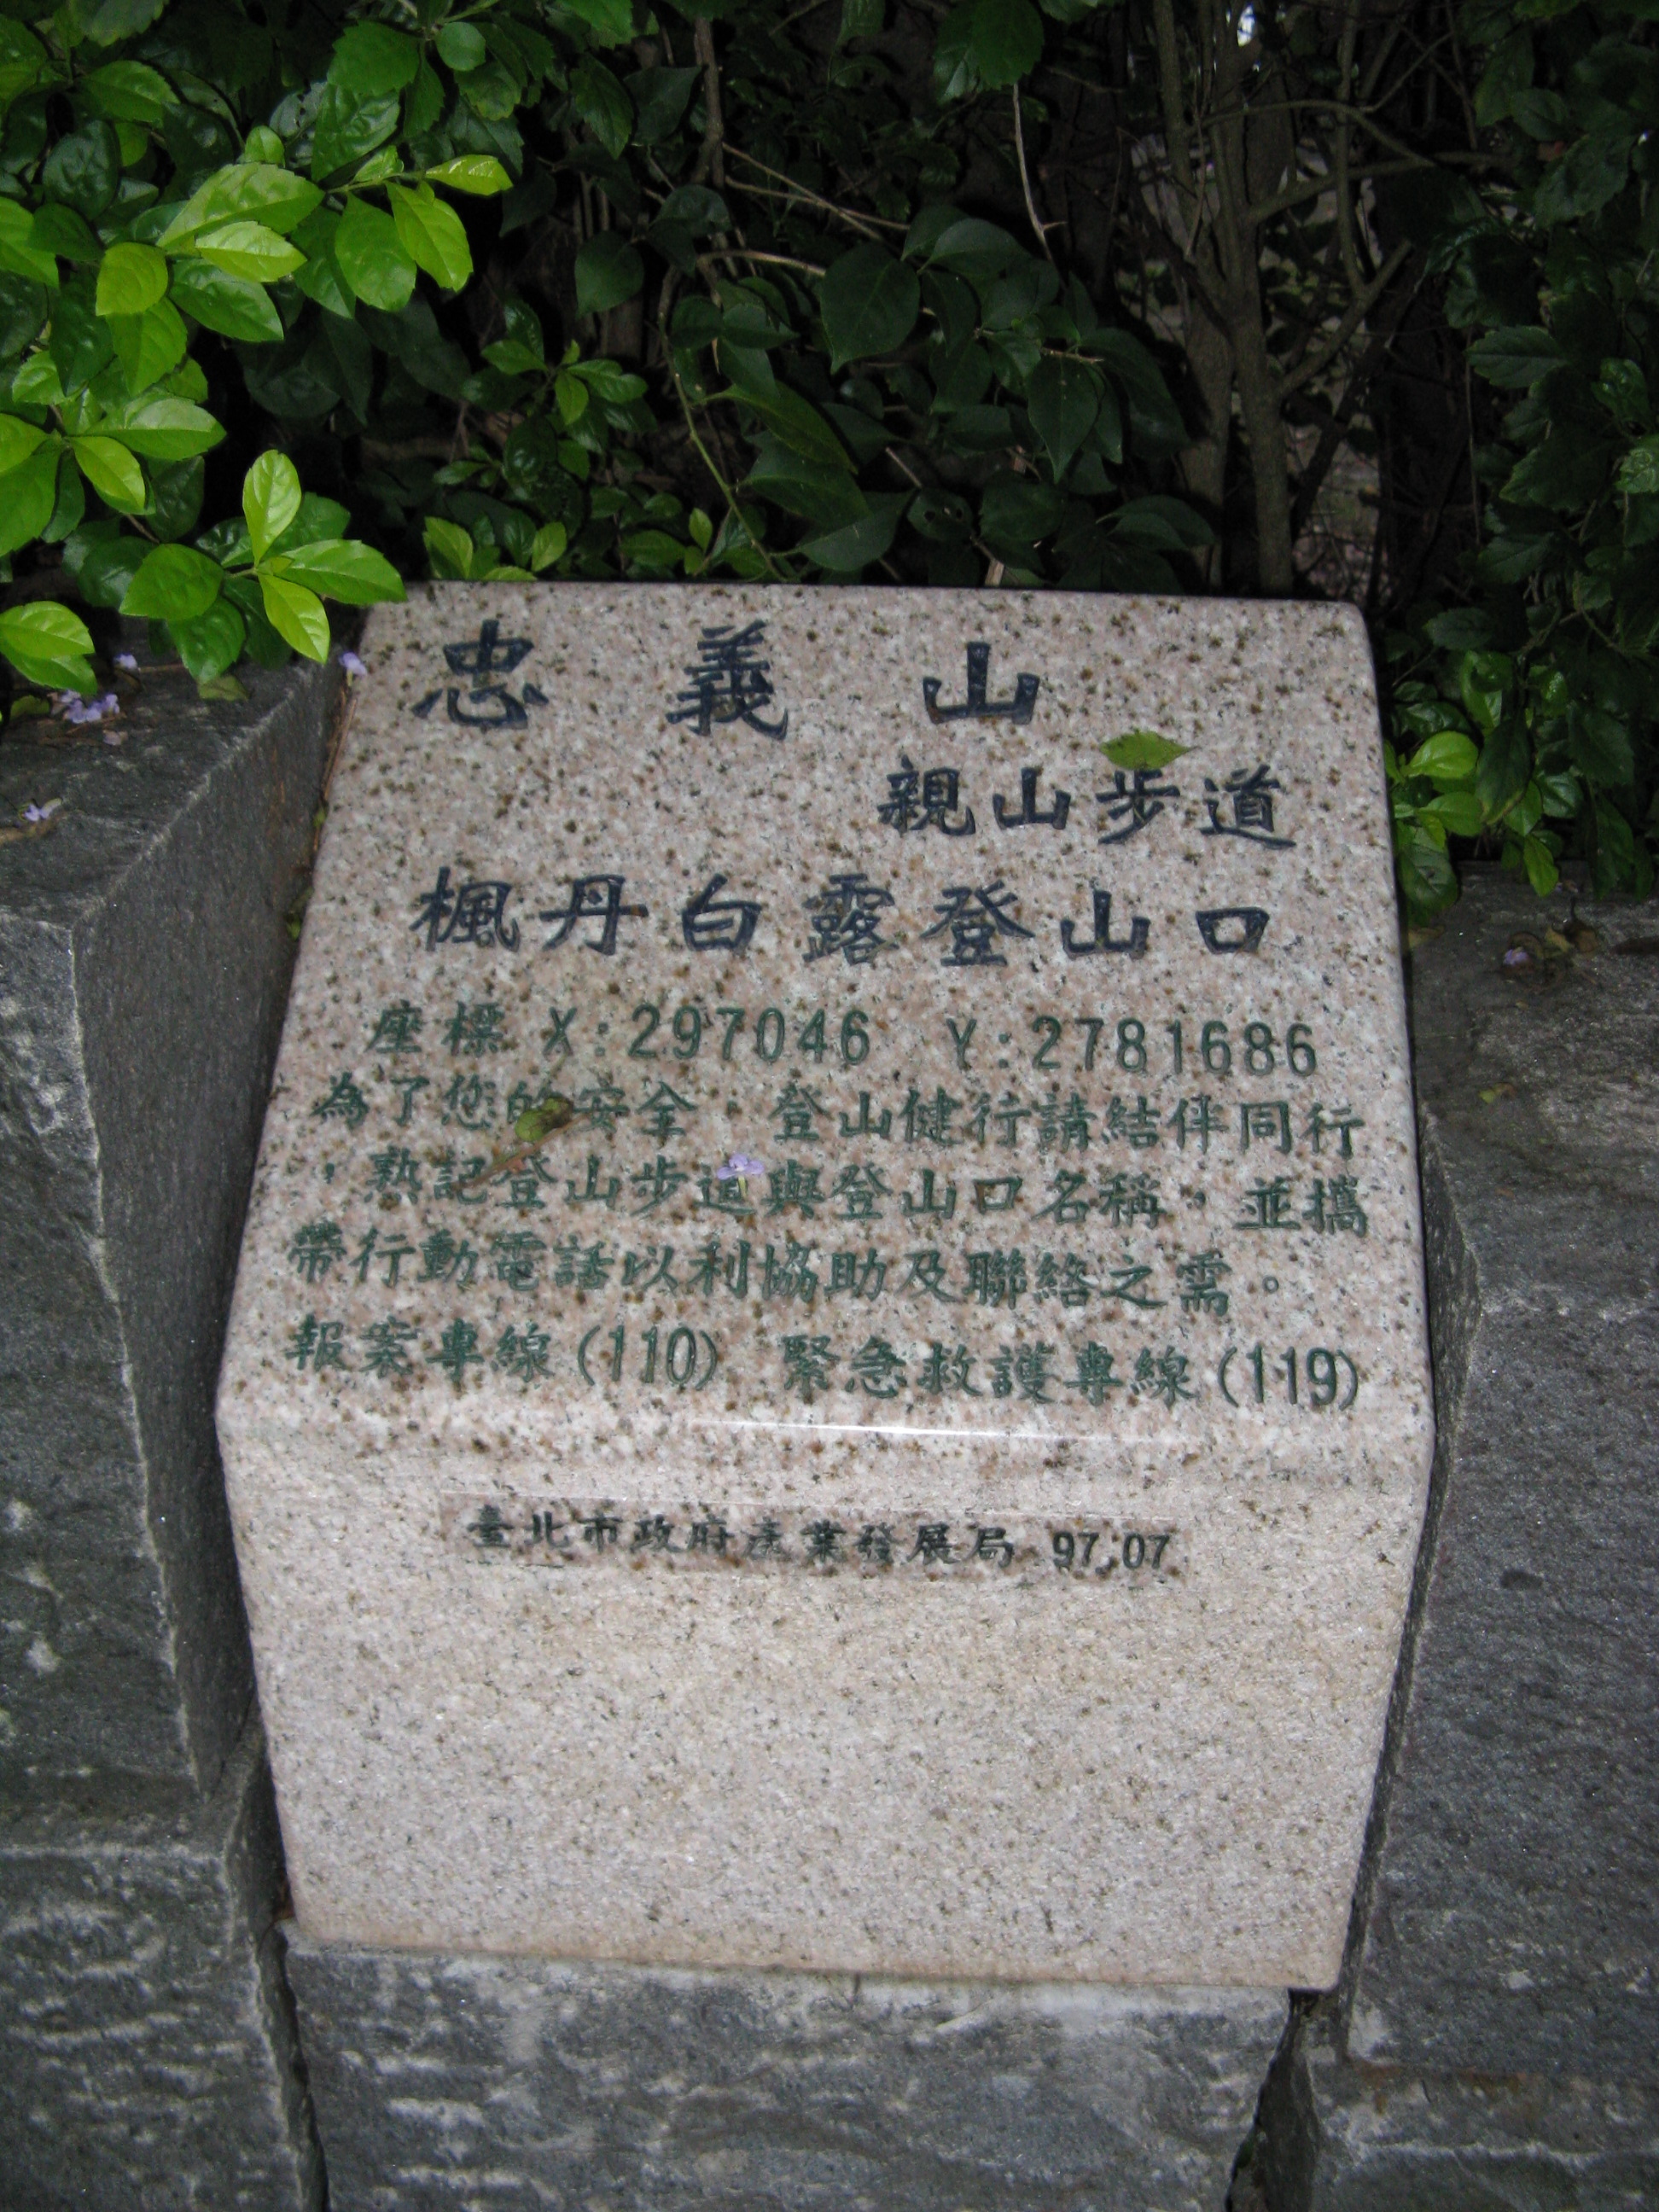 忠義山
親山步道
楓丹白露登山口
座標 X:297046 Y:2781686
為了您的安全，登山健行請結伴同行
，熟記登山步道與登山口名稱，並攜
帶行動電話以利協助及聯絡之需。
報案專線(110) 緊急救護專線(119)
臺北市政府產業發展局 97.07